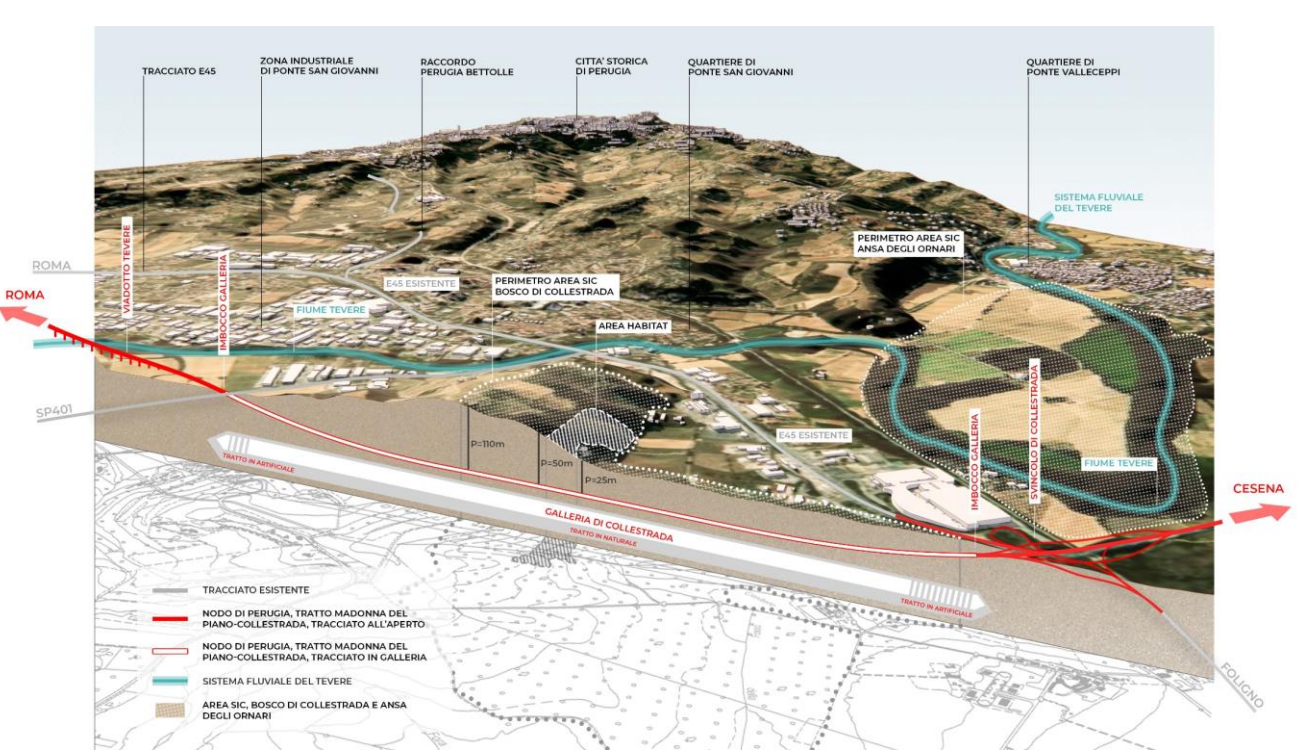 TRACCIATO E45
ZONA INDUSTRIALE
DI PONTE SAN GIOVANNI
RACCORDO
PERUGIA BETTOLLE
CITTA' STORICA
DI PERUGIA
QUARTIERE DI
PONTE SAN GIOVANNI
QUARTIERE DI
PONTE VALLECEPPI
SISTEMA FLUVIALE
DEL TEVERE
PERIMETRO AREA SIC
ANSA DEGLI ORNARI
ROMA
ROMA
VIADOTTO TEVERE
IMBOCCO GALLERIA
E45 ESISTENTE
PERIMETRO AREA SIC
BOSCO DI COLLESTRADA
FIUME TEVERE
AREA HABITAT
SP401
P=110m
P=50m
P=25m
E45 ESISTENTE
IMBOCCO GALLERIA
SVINCOLO DI COLLESTRADA
FIUME TEVERE
CESENA
TRATTO IN ARTIFICIALE
GALLERIA DI COLLESTRADA
TRATTO IN NATURALE
TRATTO IN ARTIFICIALE
FOLIGNO
TRACCIATO ESISTENTE
NODO DI PERUGIA, TRATTO MADONNA DEL
PIANO-COLLESTRADA, TRACCIATO ALL'APERTO
NODO DI PERUGIA, TRATTO MADONNA DEL
PIANO-COLLESTRADA, TRACCIATO IN GALLERIA
SISTEMA FLUVIALE DEL TEVERE
AREA SIC, BOSCO DI COLLESTRADA E ANSA
DEGLI ORNARI